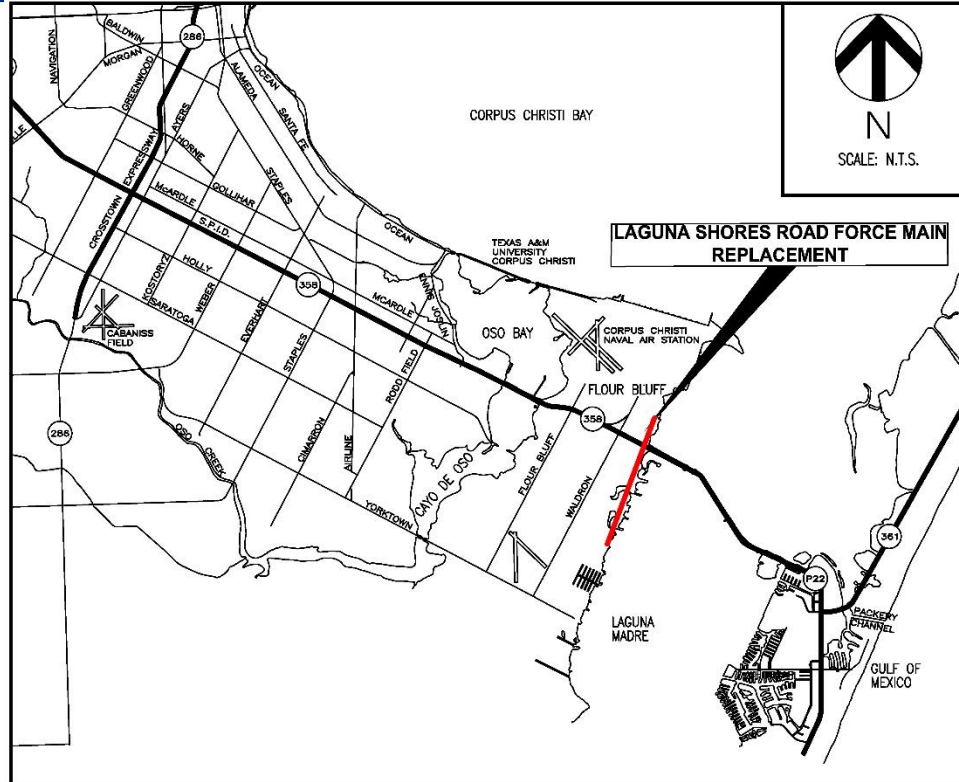 286
NAVIGATION
BALDWIN
MORGAN
GREENWOOD
AYERS
ALAMEDA
OCEAN
SANTA FE
CORPUS CHRISTI BAY
N
SCALE: N.T.S.
LAGUNA SHORES ROAD FORCE MAIN
REPLACEMENT
CROSSTOWN EXPRESSWAY
HORNE
GOLLIHAR
STAPLES
McARDLE
S.P.I.D.
OCEAN
TEXAS A&M
UNIVERSITY
CORPUS CHRISTI
KOSTORYZ
SARATOGA
HOLLY
WEBER
358
McARDLE
ENNIS JOSLIN
OSO BAY
CORPUS CHRISTI
NAVAL AIR STATION
CABANISS
FIELD
EVERHART
STAPLES
RODD FIELD
FLOUR BLUFF
358
286
OSO
CREEK
CIMARRON
AIRLINE
CAYO DE OSO
FLOUR BLUFF
WALDRON
YORKTOWN
361
P22
PACKERY
CHANNEL
LAGUNA
MADRE
GULF OF
MEXICO